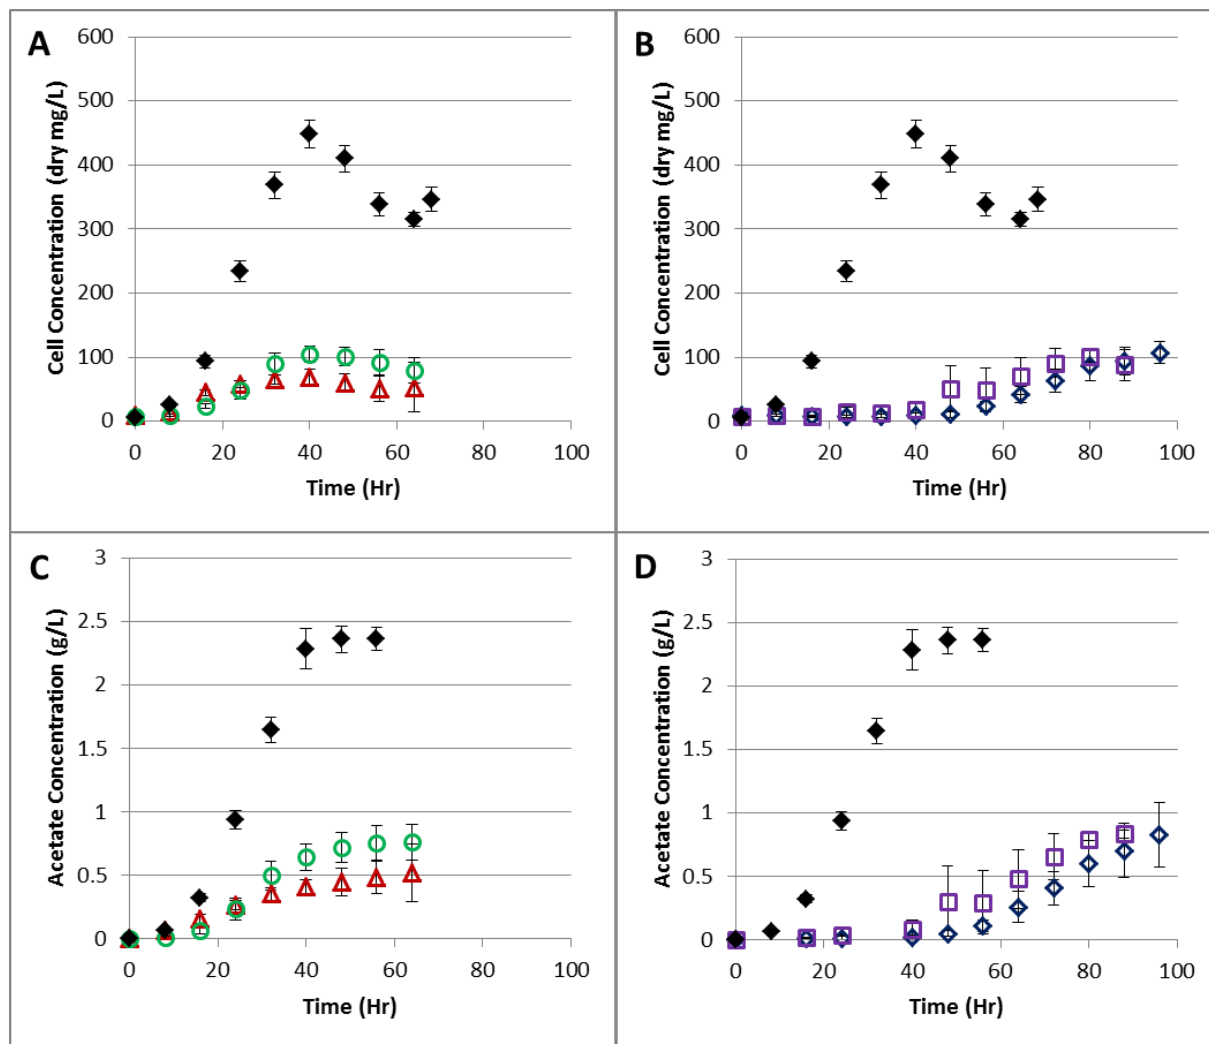 A
Cell Concentration (dry mg/L)
600
500
400
300
200
100
0
0 20 40 60 80 100
Time (Hr)
B
Cell Concentration (dry mg/L)
600
500
400
300
200
100
0
0 20 40 60 80 100
Time (Hr)
C
Acetate Concentration (g/L)
3
2.5
2
1.5
1
0.5
0
0 20 40 60 80 100
Time (Hr)
D
Acetate Concentration (g/L)
3
2.5
2
1.5
1
0.5
0
0 20 40 60 80 100
Time (Hr)